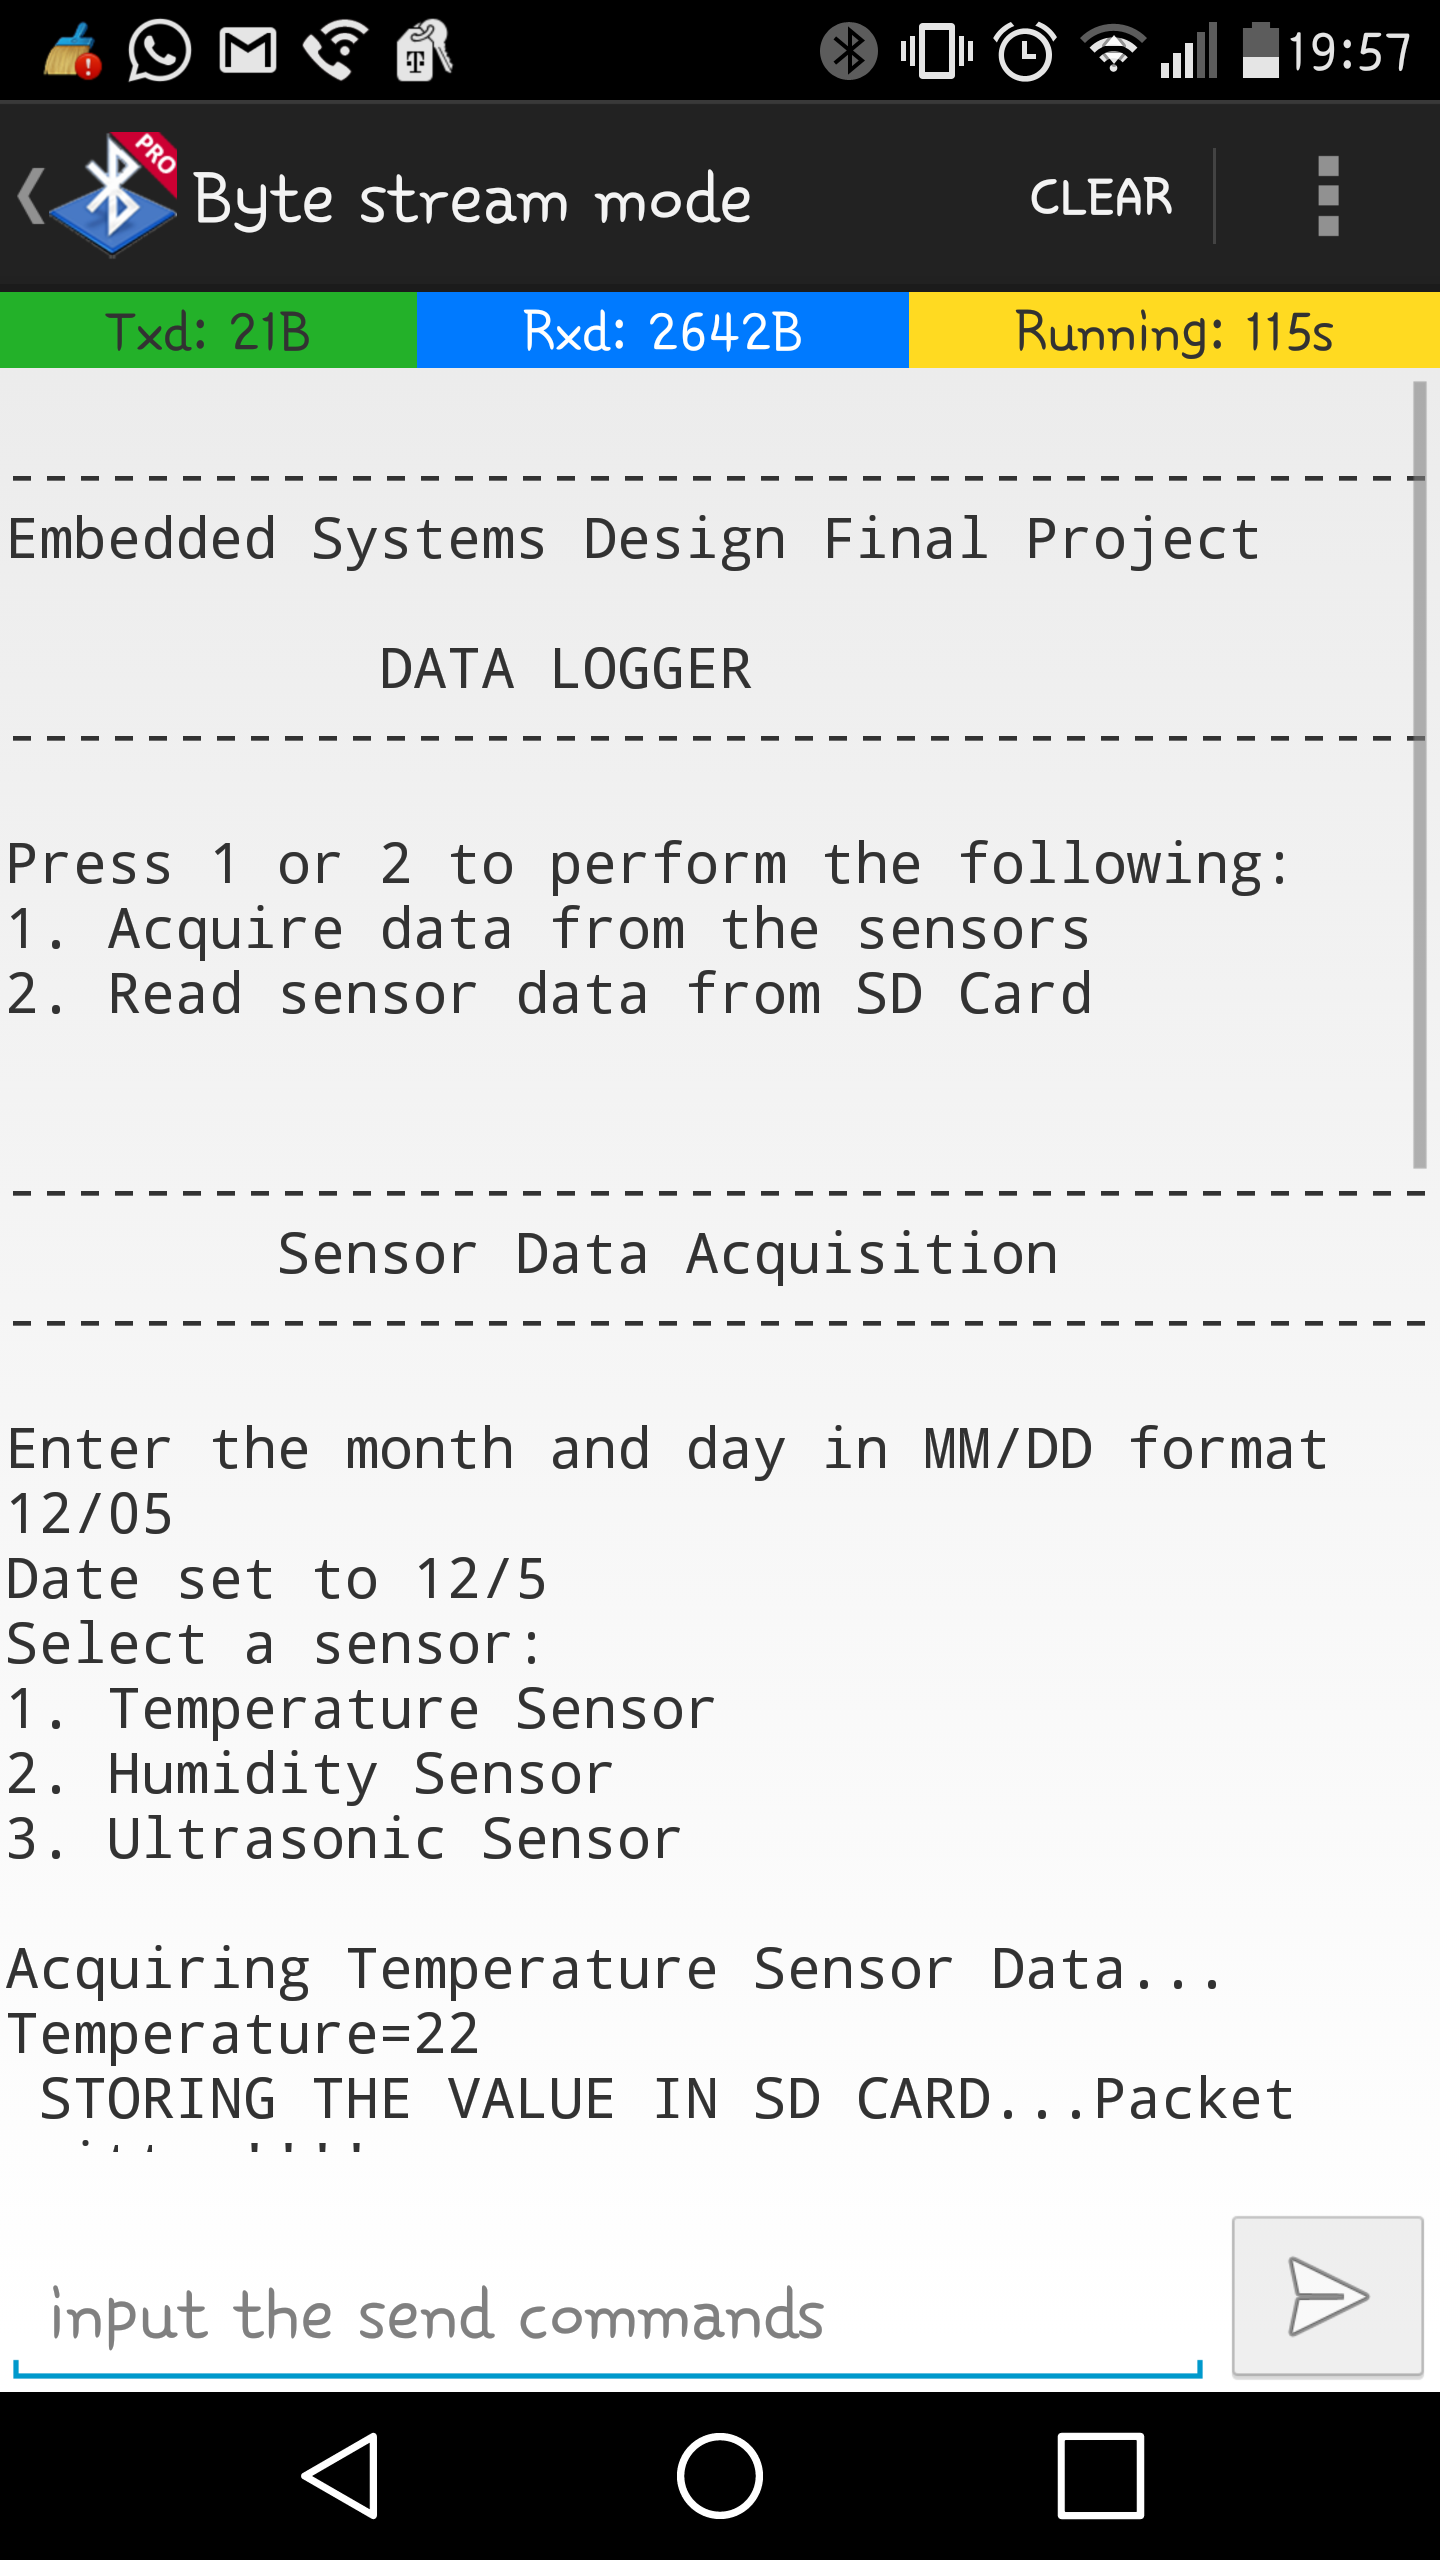 19:57
PRO
Byte stream mode
CLEAR
Txd: 21B
Rxd: 2642B
Running: 115s
------------------------------------------
Embedded Systems Design Final Project
DATA LOGGER
------------------------------------------
Press 1 or 2 to perform the following:
1. Acquire data from the sensors
2. Read sensor data from SD Card
------------------------------------------
Sensor Data Acquisition
------------------------------------------
Enter the month and day in MM/DD format
12/05
Date set to 12/5
Select a sensor:
1. Temperature Sensor
2. Humidity Sensor
3. Ultrasonic Sensor
Acquiring Temperature Sensor Data...
Temperature=22
STORING THE VALUE IN SD CARD...Packet
input the send commands